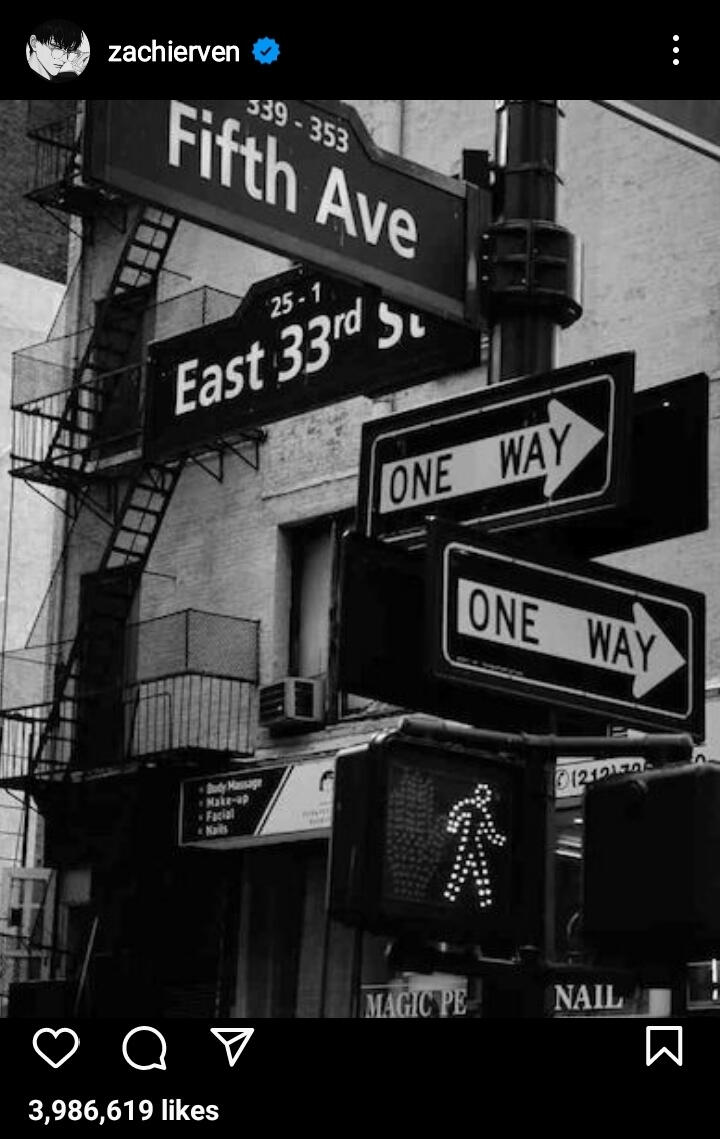 zachierven
339 - 353
Fifth Ave
25 - 1
East 33rd St
ONE WAY
ONE WAY
Body Massage
Make-up
Facial
Nails
MAGIC PE
NAIL
3,986,619 likes